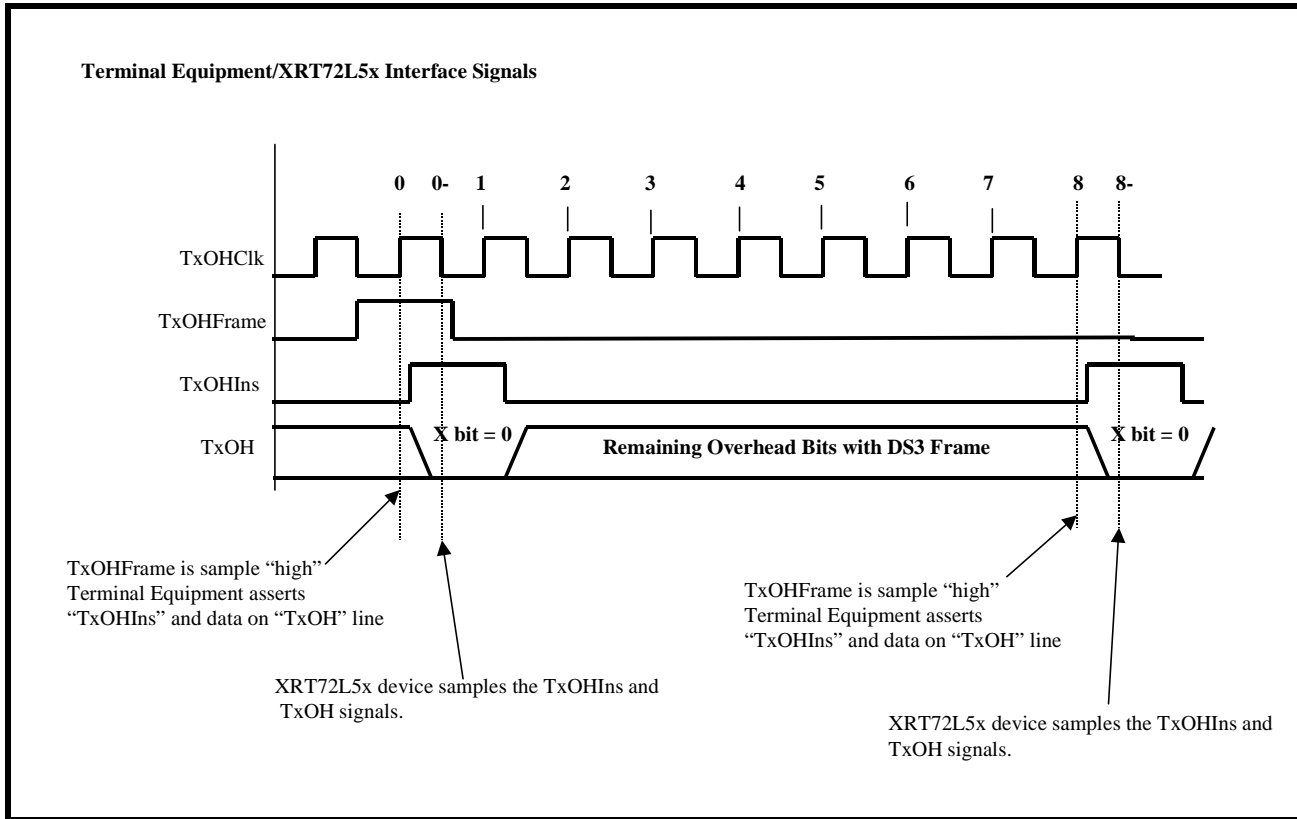 Terminal Equipment/XRT72L5x Interface Signals
0 0- 1 2 3 4 5 6 7 8 8-
TxOHClk
TxOHFrame
TxOHIns
TxOH
X bit = 0
Remaining Overhead Bits with DS3 Frame
X bit = 0
TxOHFrame is sample “high”
Terminal Equipment asserts
“TxOHIns” and data on “TxOH” line
XRT72L5x device samples the TxOHIns and
TxOH signals.
TxOHFrame is sample “high”
Terminal Equipment asserts
“TxOHIns” and data on “TxOH” line
XRT72L5x device samples the TxOHIns and
TxOH signals.